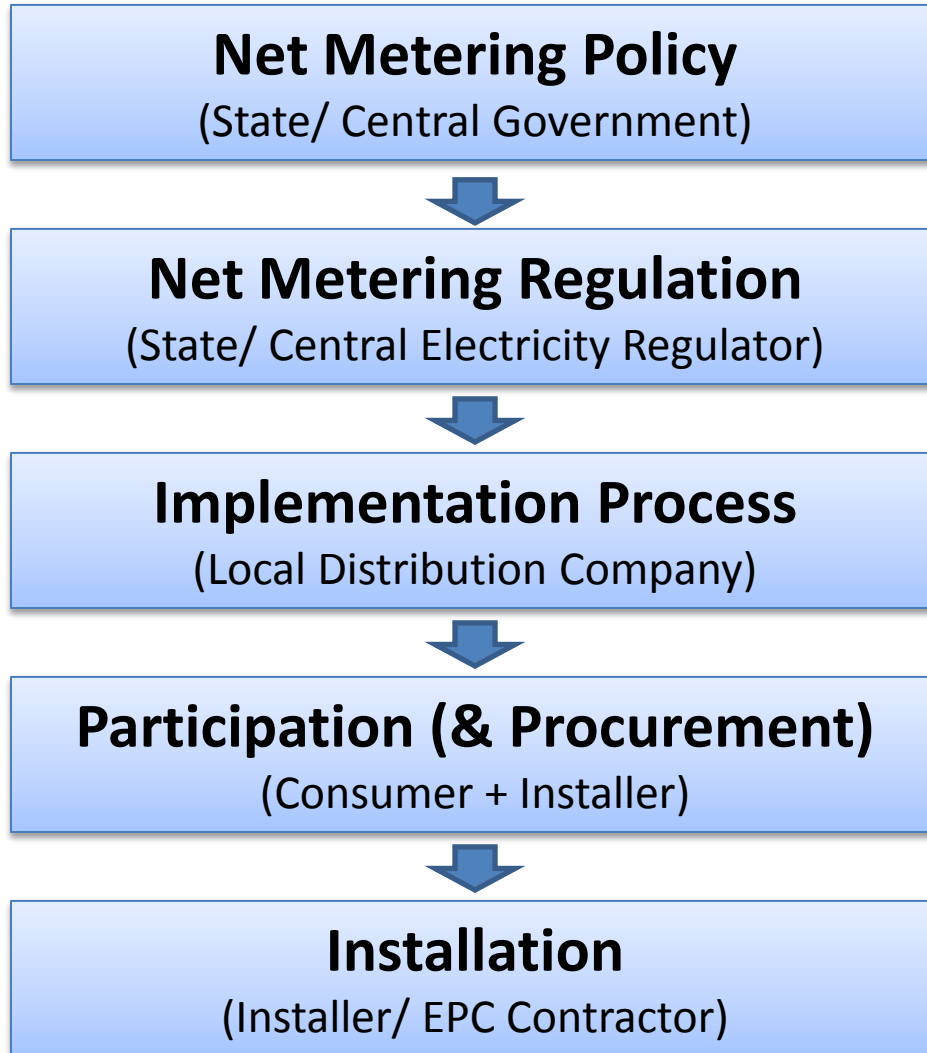 Net Metering Policy
(State/ Central Government)
Net Metering Regulation
(State/ Central Electricity Regulator)
Implementation Process
(Local Distribution Company)
Participation (& Procurement)
(Consumer + Installer)
Installation
(Installer/ EPC Contractor)